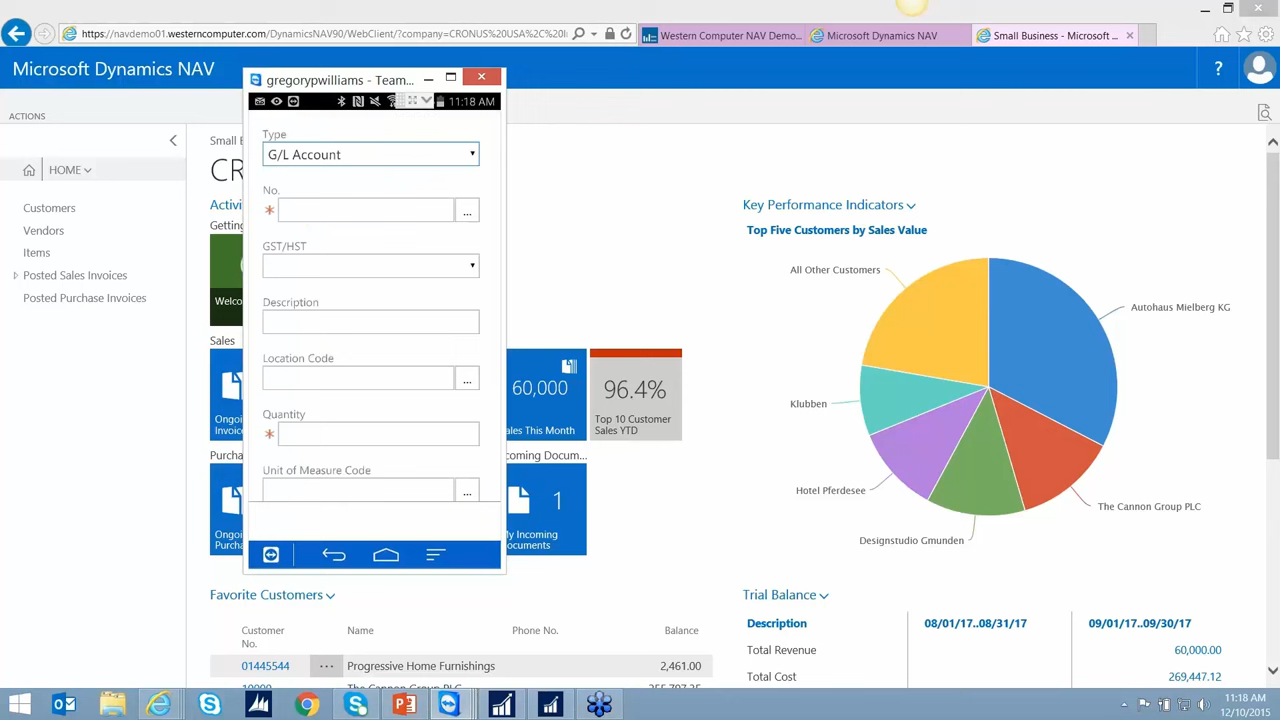 https://navdemo01.westerncomputer.com/DynamicsNAV90/WebClient/?company=CRONUS%20USA%2C%20I
Western Computer NAV Demo...
Microsoft Dynamics NAV
Small Business - Microsoft ...
Microsoft Dynamics NAV
?
ACTIONS
HOME
Customers
Vendors
Items
Posted Sales Invoices
Posted Purchase Invoices
Small B
CR
Activi
Getting
Welco
Sales
Ongoi
Invoic
Purcha
Ongoi
Purcha
gregorypwilliams - Team...
11:18 AM
Type
G/L Account
No.
*
...
GST/HST
Description
Location Code
...
Quantity
*
Unit of Measure Code
...
60,000
ales This Month
96.4%
Top 10 Customer
Sales YTD
coming Docum...
1
My Incoming
Documents
Key Performance Indicators
Top Five Customers by Sales Value
All Other Customers
Autohaus Mielberg KG
Klubben
Hotel Pferdesee
The Cannon Group PLC
Designstudio Gmunden
Favorite Customers
Customer
No.
Name
Phone No.
Balance
01445544
...
Progressive Home Furnishings
2,461.00
Trial Balance
Description
08/01/17..08/31/17
09/01/17..09/30/17
Total Revenue
60,000.00
Total Cost
269,447.12
11:18 AM
12/10/2015